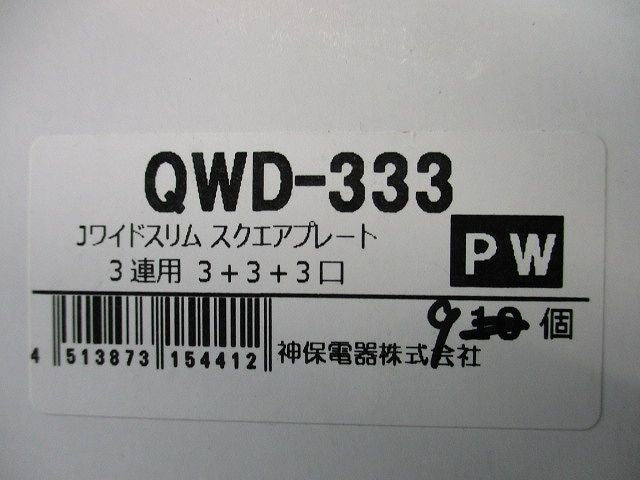 QWD-333
Jワイドスリム スクエアプレート
3連用 3+3+3口
PW
9 10 個
4 513873 154412
神保電器株式会社